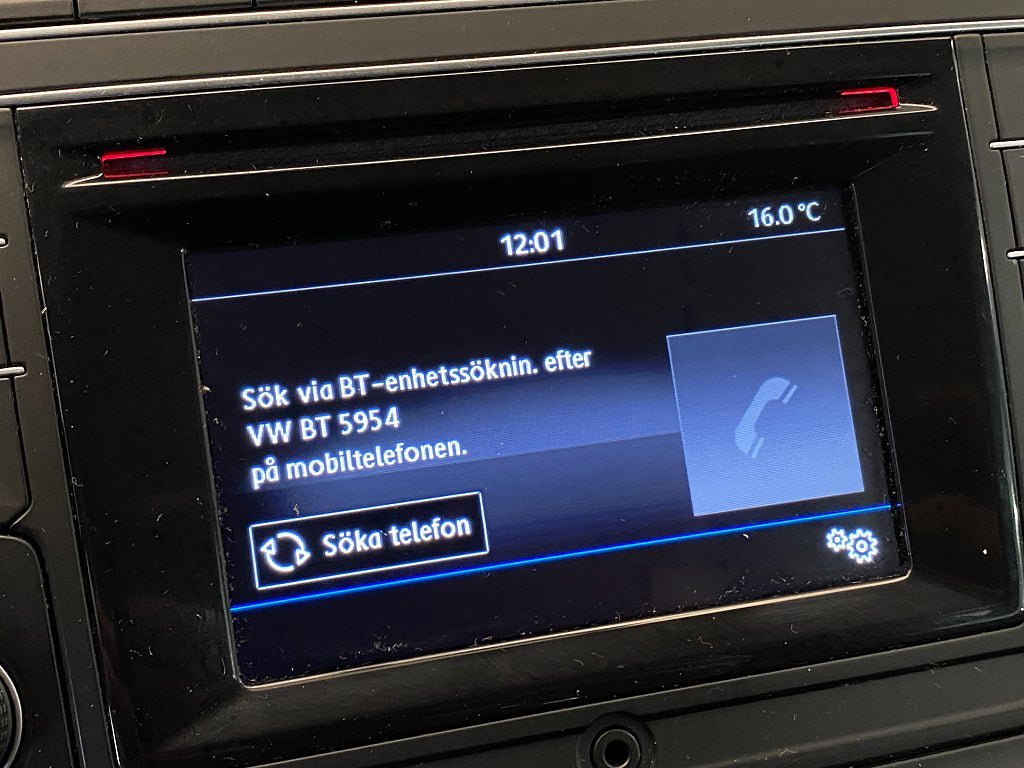 12:01
16.0 °C
Sök via BT-enhetssöknin. efter
VW BT 5954
på mobiltelefonen.
Söka telefon